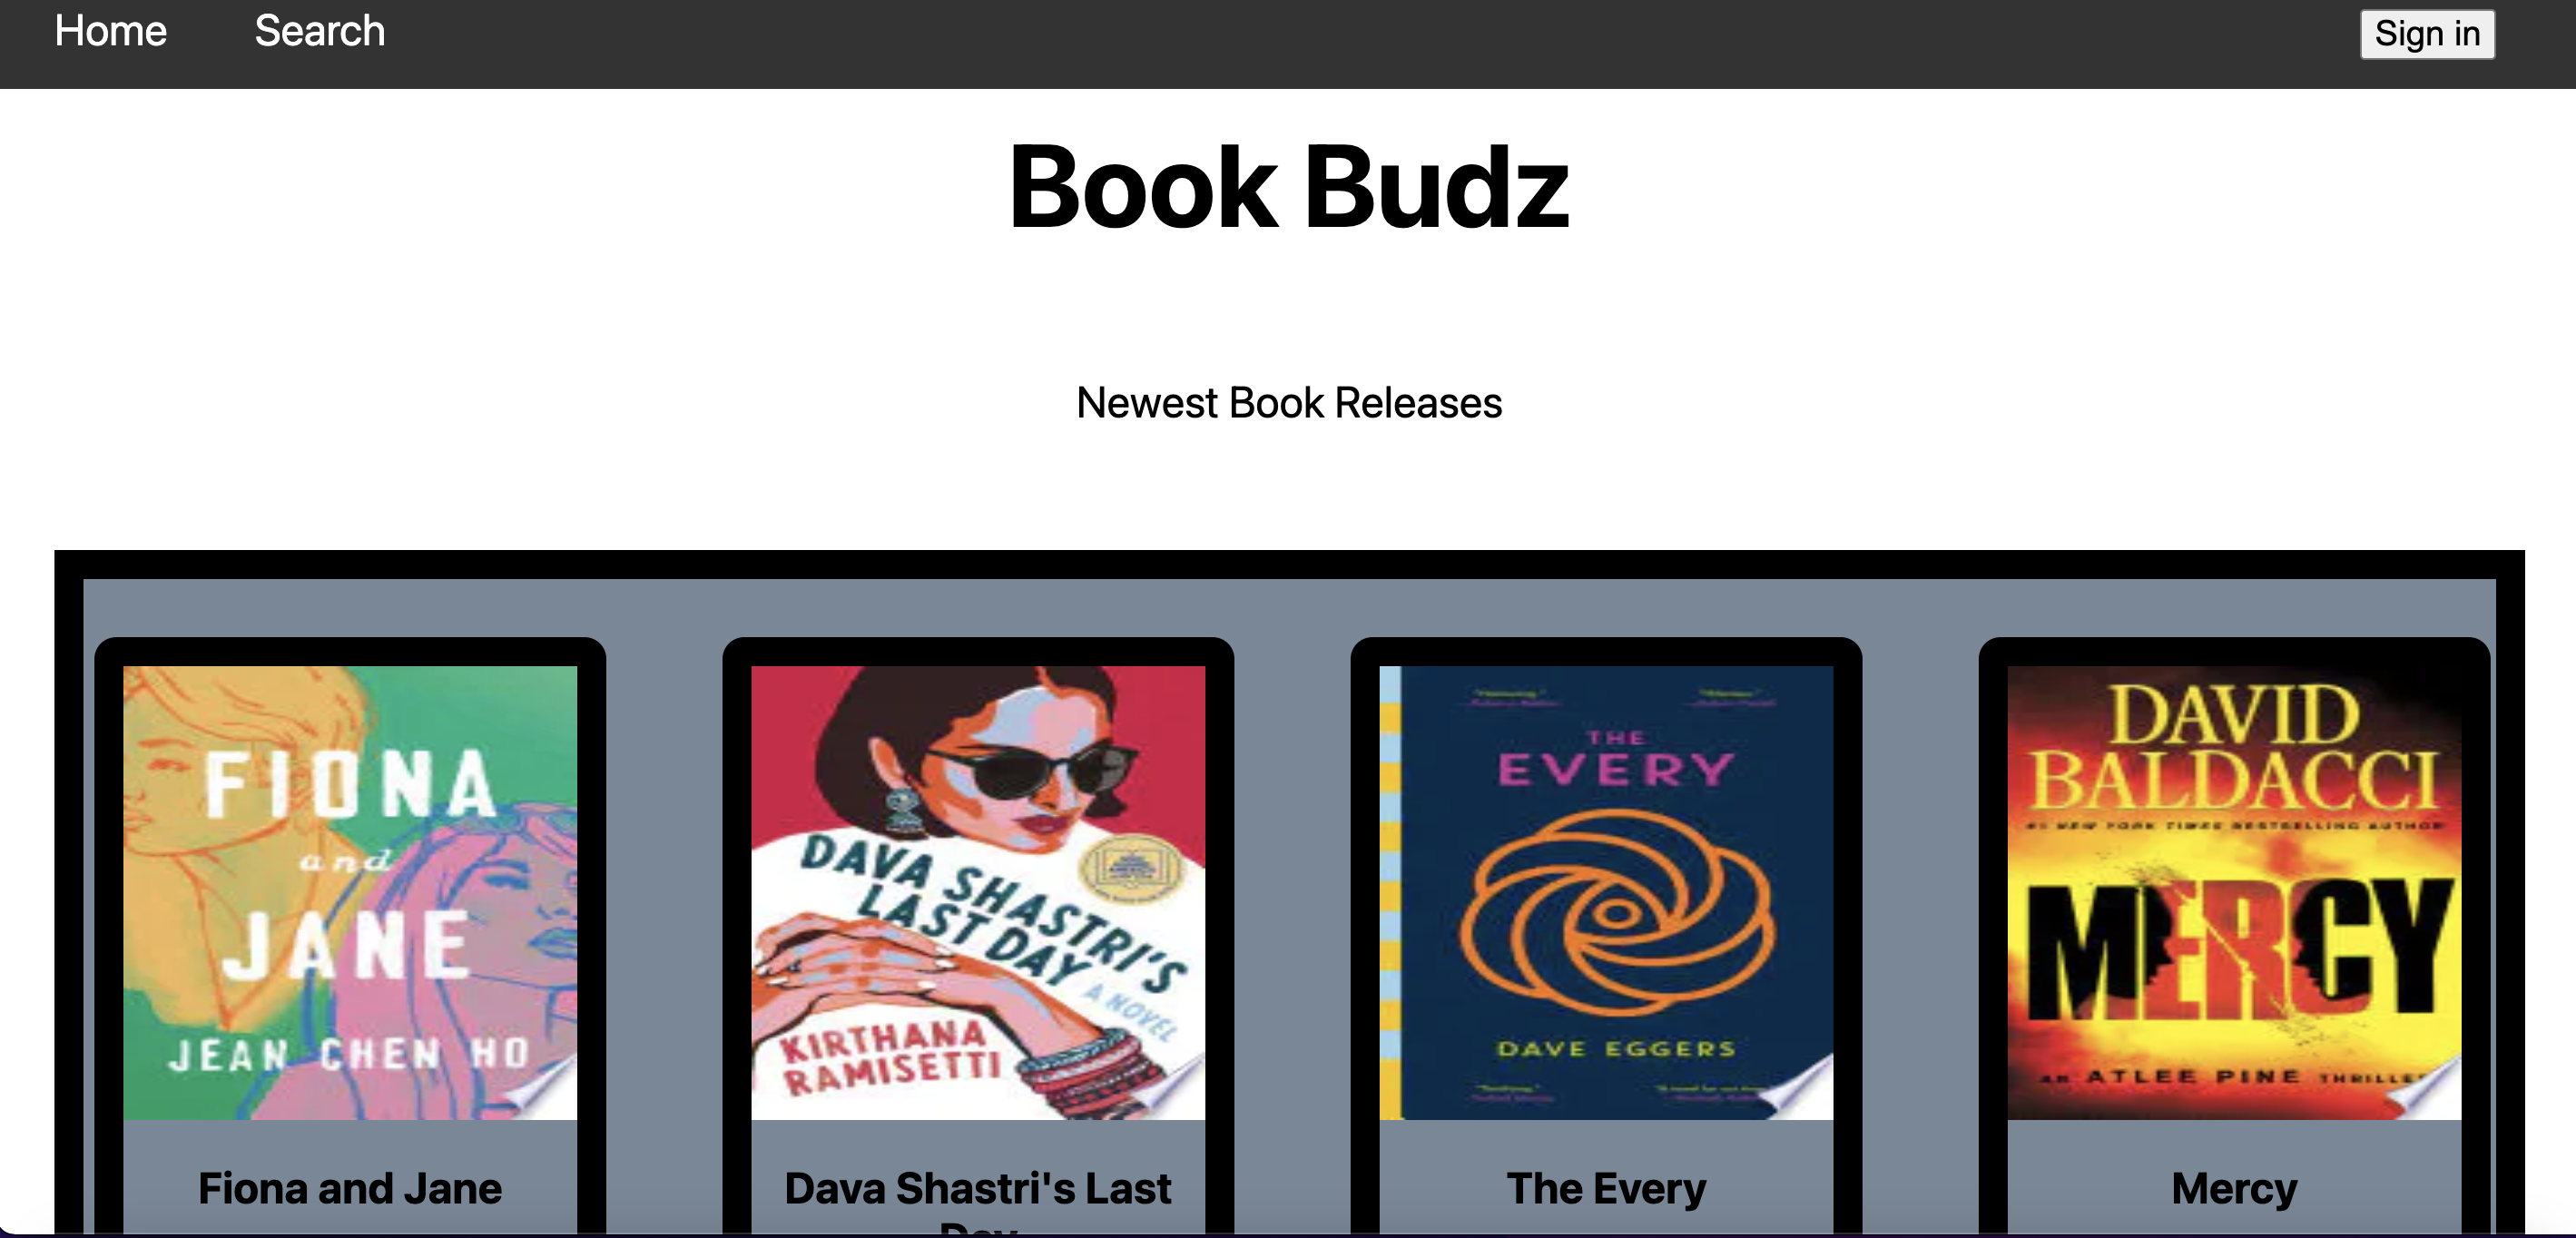 Home
Search
Sign in
Book Budz
Newest Book Releases
FIONA
and
JANE
JEAN CHEN HO
DAVA SHASTRI'S
LAST DAY
A NOVEL
KIRTHANA
RAMISETTI
THE
EVERY
DAVE EGGERS
DAVID
BALDACCI
#1 NEW YORK TIMES BESTSELLING AUTHOR
MERCY
AN ATLEE PINE THRILLER
Fiona and Jane
Dava Shastri's Last
Day
The Every
Mercy